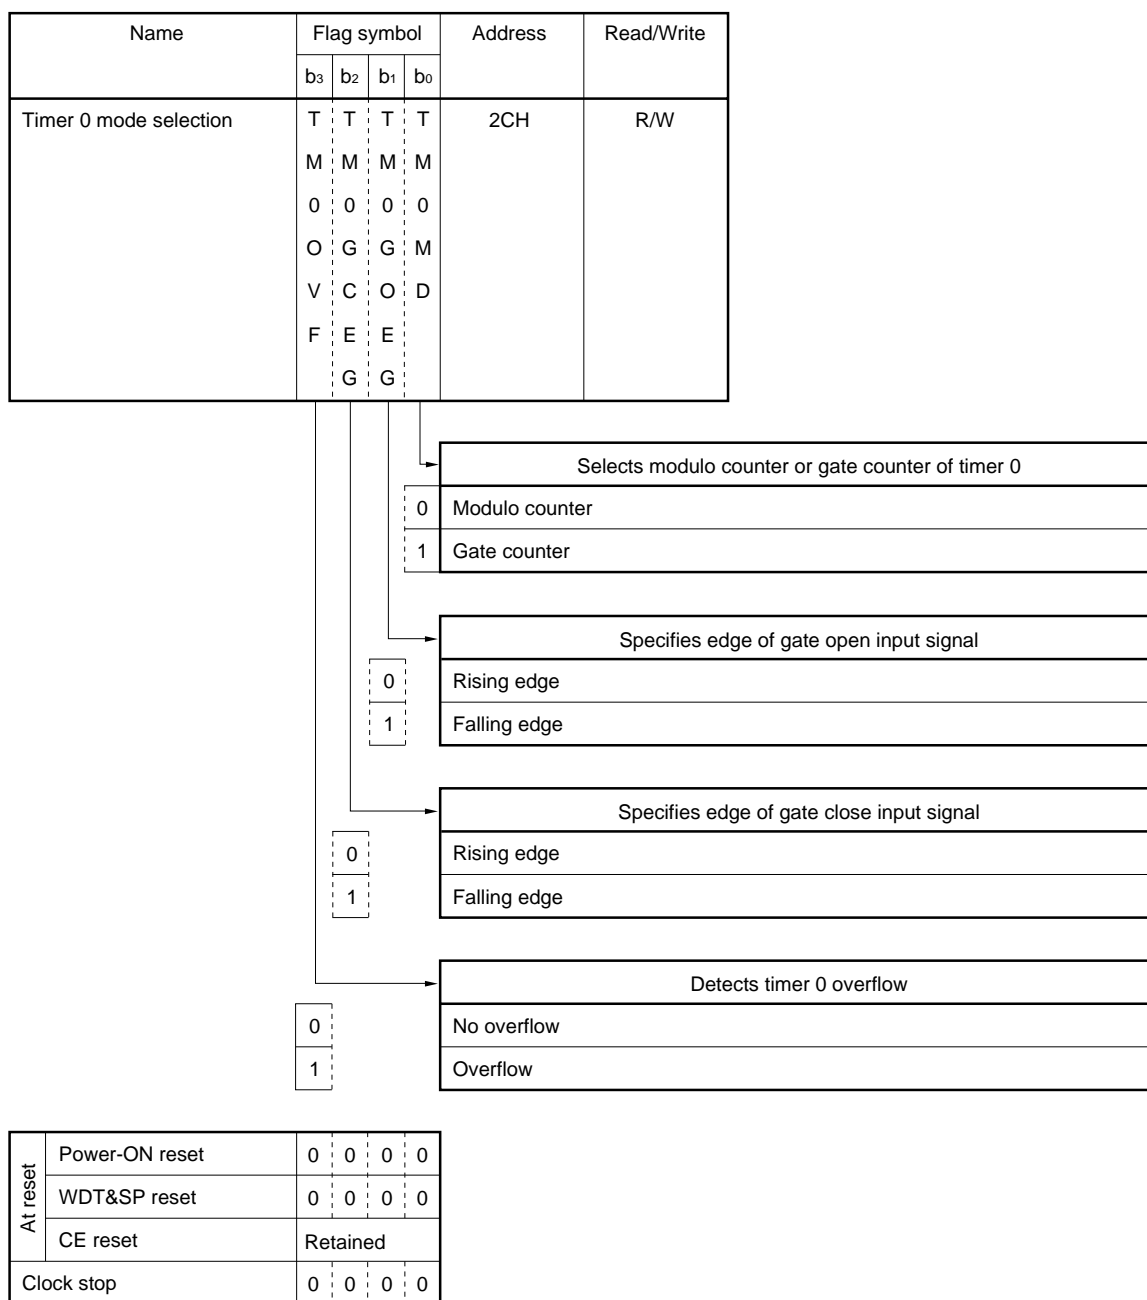 Name Flag symbol Address Read/Write
b3 b2 b1 b0
Timer 0 mode selection T T T T 2CH R/W
M M M M
0 0 0 0
O G G M
V C O D
F E E
G G
Selects modulo counter or gate counter of timer 0
0 Modulo counter
1 Gate counter
Specifies edge of gate open input signal
0 Rising edge
1 Falling edge
Specifies edge of gate close input signal
0 Rising edge
1 Falling edge
Detects timer 0 overflow
0 No overflow
1 Overflow
At reset
Power-ON reset 0 0 0 0
WDT&SP reset 0 0 0 0
CE reset Retained
Clock stop 0 0 0 0